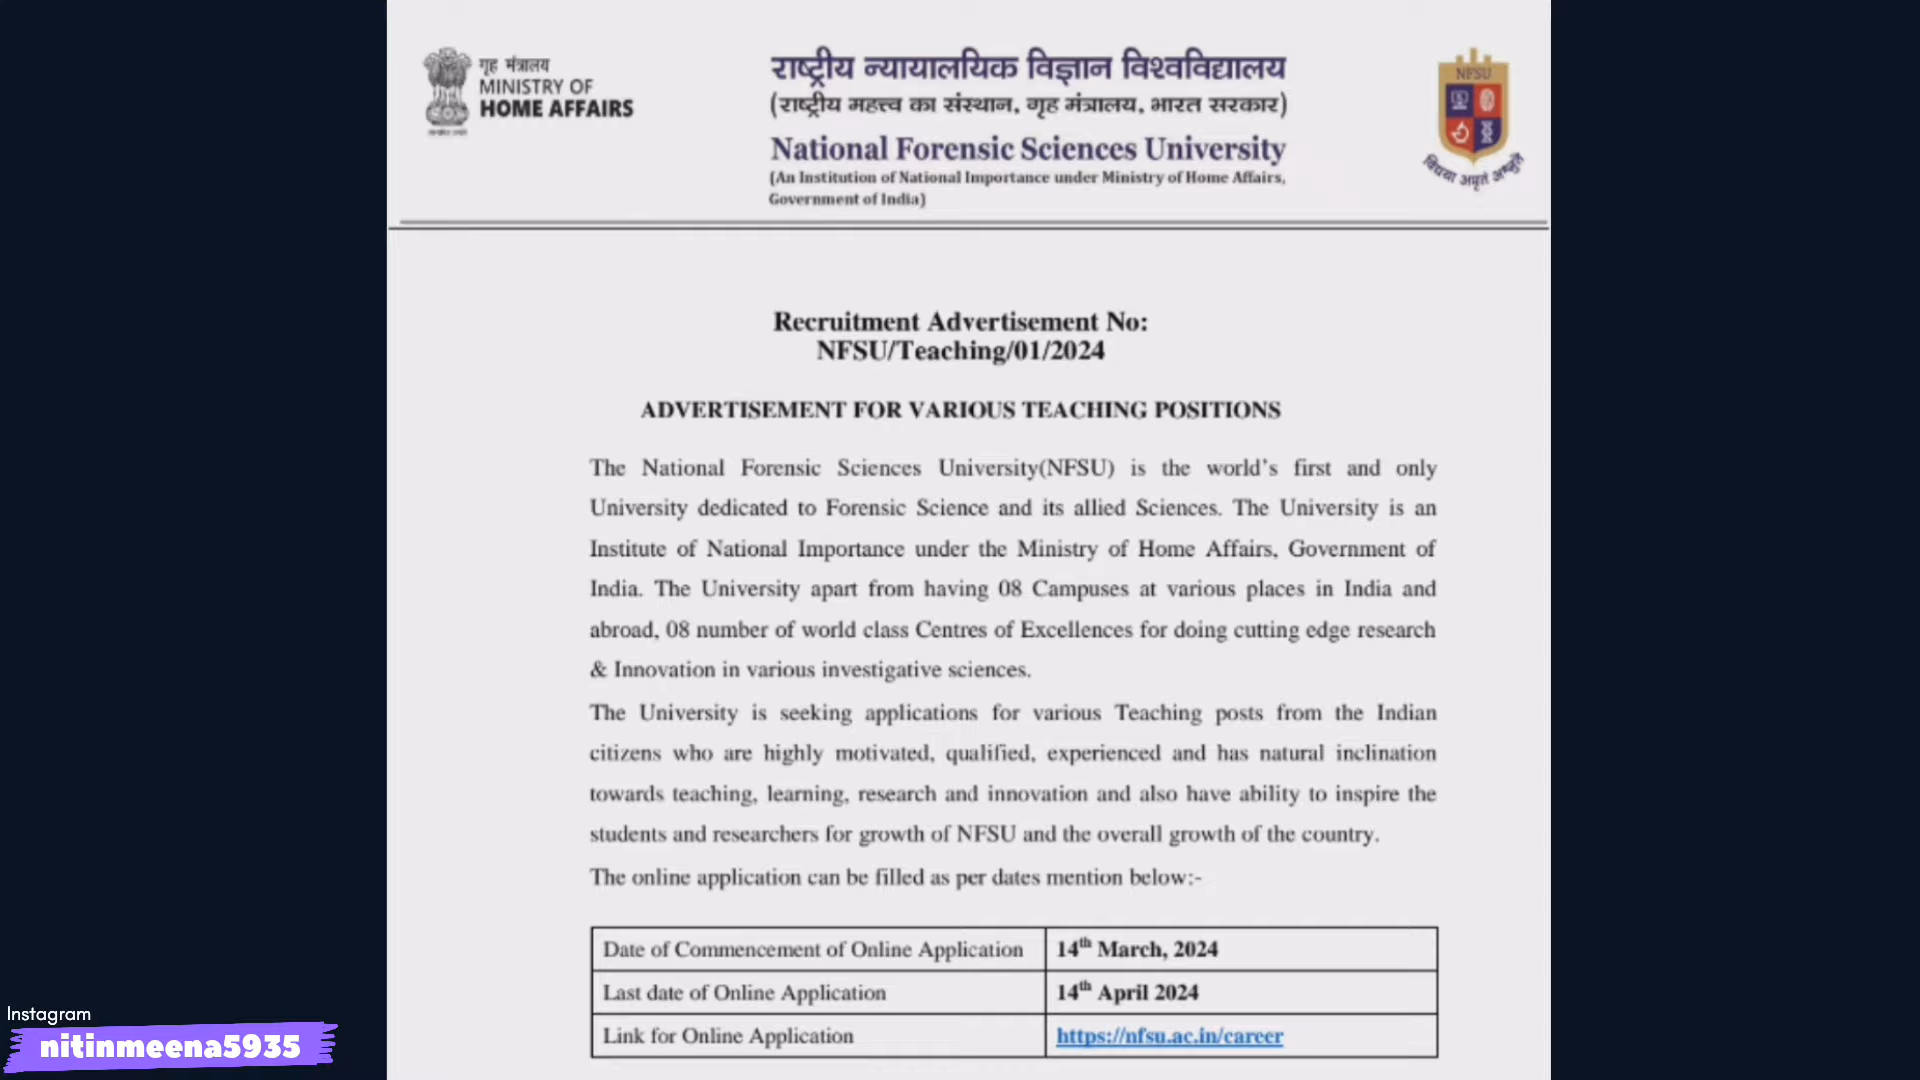 गृह मंत्रालय
MINISTRY OF
HOME AFFAIRS
राष्ट्रीय न्यायालयिक विज्ञान विश्वविद्यालय
(राष्ट्रीय महत्त्व का संस्थान, गृह मंत्रालय, भारत सरकार)
National Forensic Sciences University
(An Institution of National Importance under Ministry of Home Affairs,
Government of India)
NFSU
विद्यया अमृतं अश्नुते
Recruitment Advertisement No:
NFSU/Teaching/01/2024
ADVERTISEMENT FOR VARIOUS TEACHING POSITIONS
The National Forensic Sciences University(NFSU) is the world's first and only
University dedicated to Forensic Science and its allied Sciences. The University is an
Institute of National Importance under the Ministry of Home Affairs, Government of
India. The University apart from having 08 Campuses at various places in India and
abroad, 08 number of world class Centres of Excellences for doing cutting edge research
& Innovation in various investigative sciences.
The University is seeking applications for various Teaching posts from the Indian
citizens who are highly motivated, qualified, experienced and has natural inclination
towards teaching, learning, research and innovation and also have ability to inspire the
students and researchers for growth of NFSU and the overall growth of the country.
The online application can be filled as per dates mention below:-
Date of Commencement of Online Application 14th March, 2024
Last date of Online Application 14th April 2024
Link for Online Application https://nfsu.ac.in/career
Instagram
nitinmeena5935